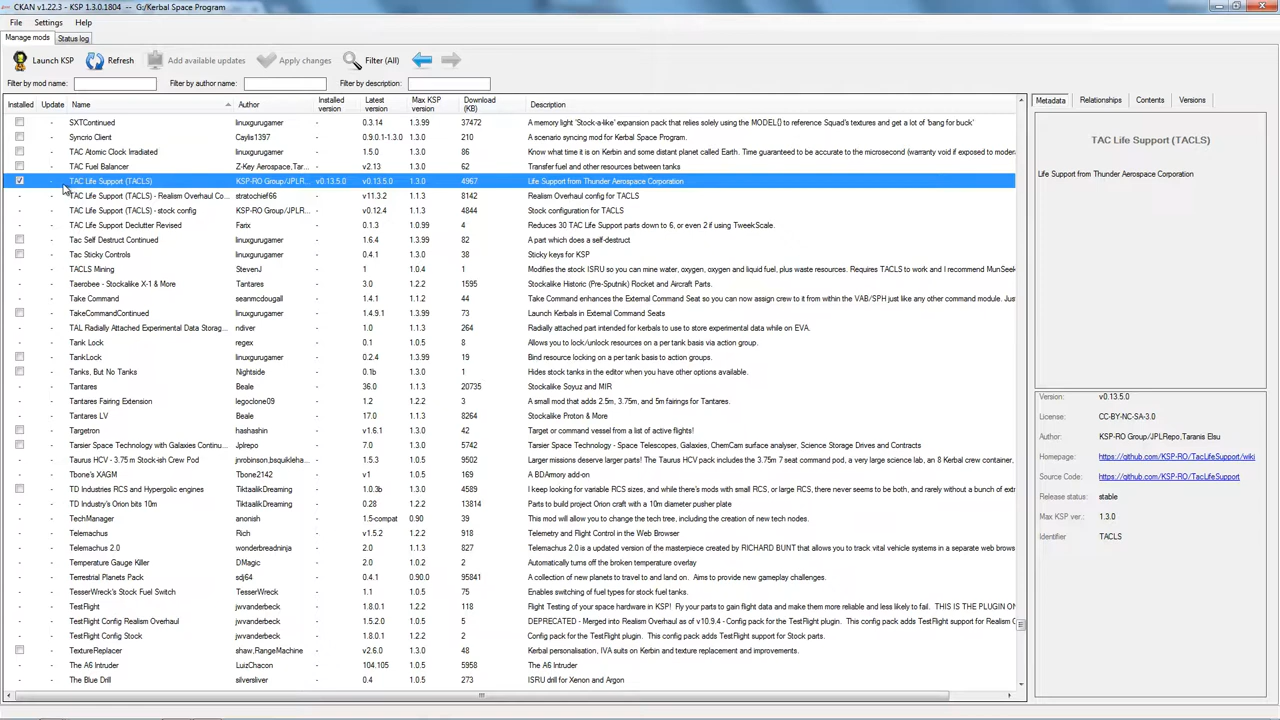 CKAN v1.22.3 - KSP 1.3.0.1804 -- G:/Kerbal Space Program
File Settings Help
Manage mods Status log
Launch KSP Refresh Add available updates Apply changes Filter (All)
Filter by mod name: Filter by author name: Filter by description:
Installed Update Name Author Installed version Latest version Max KSP version Download (KB) Description
SXTContinued linuxgurugamer - 0.3.14 1.3.99 37472 A memory light 'Stock-a-like' expansion pack that relies solely using the MODEL{} to reference Squad's textures and get a lot of 'bang for buck'
- Syncrio Client Caylis1397 - 0.9.0.1-1.3.0 1.3.0 210 A scenario syncing mod for Kerbal Space Program.
- TAC Atomic Clock Irradiated linuxgurugamer - 1.5.0 1.3.0 86 Know what time it is on Kerbin and some distant planet called Earth. Time guaranteed to be accurate to the microsecond (warranty void if exposed to modera
- TAC Fuel Balancer Z-Key Aerospace,Tar... - v2.13 1.3.0 62 Transfer fuel and other resources between tanks
- TAC Life Support (TACLS) KSP-RO Group/JPLR... v0.13.5.0 v0.13.5.0 1.3.0 4967 Life Support from Thunder Aerospace Corporation
- - TAC Life Support (TACLS) - Realism Overhaul Co... stratochief66 - v11.3.2 1.1.3 8142 Realism Overhaul config for TACLS
- - TAC Life Support (TACLS) - stock config KSP-RO Group/JPLR... - v0.12.4 1.1.3 4844 Stock configuration for TACLS
- - TAC Life Support Declutter Revised Farix - 0.1.3 1.0.99 4 Reduces 30 TAC Life Support parts down to 6, or even 2 if using TweekScale.
- Tac Self Destruct Continued linuxgurugamer - 1.6.4 1.3.99 82 A part which does a self-destruct
- Tac Sticky Controls linuxgurugamer - 0.4.1 1.3.0 38 Sticky keys for KSP
- - TACLS Mining StevenJ - 1 1.0.4 1 Modifies the stock ISRU so you can mine water, oxygen, oxygen and liquid fuel, plus waste resources. Requires TACLS to work and I recommend MunSeek
- - Taerobee - Stockalike X-1 & More Tantares - 3.0 1.2.2 1595 Stockalike Historic (Pre-Sputnik) Rocket and Aircraft Parts.
- - Take Command seanmcdougall - 1.4.1 1.1.2 44 Take Command enhances the External Command Seat so you can now assign crew to it from within the VAB/SPH just like any other command module. Jus
- TakeCommandContinued linuxgurugamer - 1.4.9.1 1.3.0 73 Launch Kerbals in External Command Seats
- - TAL Radially Attached Experimental Data Storag... ndiver - 1.0 1.1.2 264 Radially attached part intended for kerbals to use to store experimental data while on EVA.
- - Tank Lock regex - 0.1 1.0.5 8 Allows you to lock/unlock resources on a per tank basis via action group.
- TankLock linuxgurugamer - 0.2.4 1.3.99 19 Bind resource locking on a per tank basis to action groups.
- Tanks, But No Tanks Nightside - 0.1b 1.3.0 1 Hides stock tanks in the editor when you have other options available.
- - Tantares Beale - 36.0 1.1.3 20735 Stockalike Soyuz and MIR
- - Tantares Fairing Extension legoclone09 - 1.2 1.2.2 3 A small mod that adds 2.5m, 3.75m, and 5m fairings for Tantares.
- - Tantares LV Beale - 17.0 1.1.3 8264 Stockalike Proton & More
- Targetron hashashin - v1.6.1 1.3.0 42 Target or command vessel from a list of active flights!
- Tarsier Space Technology with Galaxies Continu... Jplrepo - 7.0 1.3.0 5742 Tarsier Space Technology - Space Telescopes, Galaxies, ChemCam surface analyser, Science Storage Drives and Contracts
- - Taurus HCV - 3.75 m Stock-ish Crew Pod jnrobinson,bsquikleha... - 1.5.3 1.0.5 9502 Larger missions deserve larger parts! The Taurus HCV pack includes the 3.75m 7 seat command pod, a very large science lab, an 8 Kerbal crew container,
- - Tbone's XAGM Tbone2142 - v1 1.0.5 474 A BDArmory add-on
- TD Industries RCS and Hypergolic engines TiktaalikDreaming - 1.0.3b 1.3.0 4589 I keep looking for variable RCS sizes, and while there's mods with small RCS, or large RCS, there never seems to be both, and rarely without a bunch of ext
- - TD Industry's Orion bits 10m TiktaalikDreaming - 0.28 1.1.2 13814 Parts to build project Orion craft with a 10m diameter pusher plate
- - TechManager anonish - 1.5-compat 0.90 39 This mod will allow you to change the tech tree, including the creation of new tech nodes.
- - Telemachus Rich - v1.5.2 1.2.2 918 Telemetry and Flight Control in the Web Browser
- - Telemachus 2.0 wonderbreadninja - 2.0 1.1.3 827 Telemachus 2.0 is a updated version of the masterpiece created by RICHARD BUNT that allows you to track vital vehicle systems in a separate web brows
- - Temperature Gauge Killer DMagic - 2.0 1.0.2 2 Automatically turns off the broken temperature overlay
- - Terrestrial Planets Pack sdj64 - 0.4.1 0.90.0 95841 A collection of new planets to travel to and land on. Aims to provide new gameplay challenges.
- - TesserWreck's Stock Fuel Switch TesserWreck - 1.1 1.1.3 75 Enables switching of fuel types for stock fuel tanks.
- - TestFlight jwvanderbeck - 1.8.0.1 1.2.2 118 Flight Testing of your space hardware in KSP! Fly your parts to gain flight data and make them more reliable and less likely to fail. THIS IS THE PLUGIN ON
- - TestFlight Config Realism Overhaul jwvanderbeck - 1.5.2.0 1.0.5 5 DEPRECATED - Merged into Realism Overhaul as of v10.9.4 - Config pack for the TestFlight plugin. This config pack adds TestFlight support for Realism O
- - TestFlight Config Stock jwvanderbeck - 1.8.0.1 1.2.2 2 Config pack for the TestFlight plugin. This config pack adds TestFlight support for Stock parts.
- TextureReplacer shaw,RangeMachine - v2.6.0 1.3.0 48 Kerbal personalisation, IVA suits on Kerbin and texture replacement and improvements.
- - The A6 Intruder LuizChacon - 104.105 1.0.5 5958 The A6 Intruder
- - The Blue Drill silversliver - 0.4 1.0.5 273 ISRU drill for Xenon and Argon
Metadata Relationships Contents Versions
TAC Life Support (TACLS)
Life Support from Thunder Aerospace Corporation
Version: v0.13.5.0
License: CC-BY-NC-SA-3.0
Author: KSP-RO Group/JPLRepo,Taranis Elsu
Homepage: https://github.com/KSP-RO/TacLifeSupport/wiki
Source Code: https://github.com/KSP-RO/TacLifeSupport
Release status: stable
Max KSP ver.: 1.3.0
Identifier TACLS